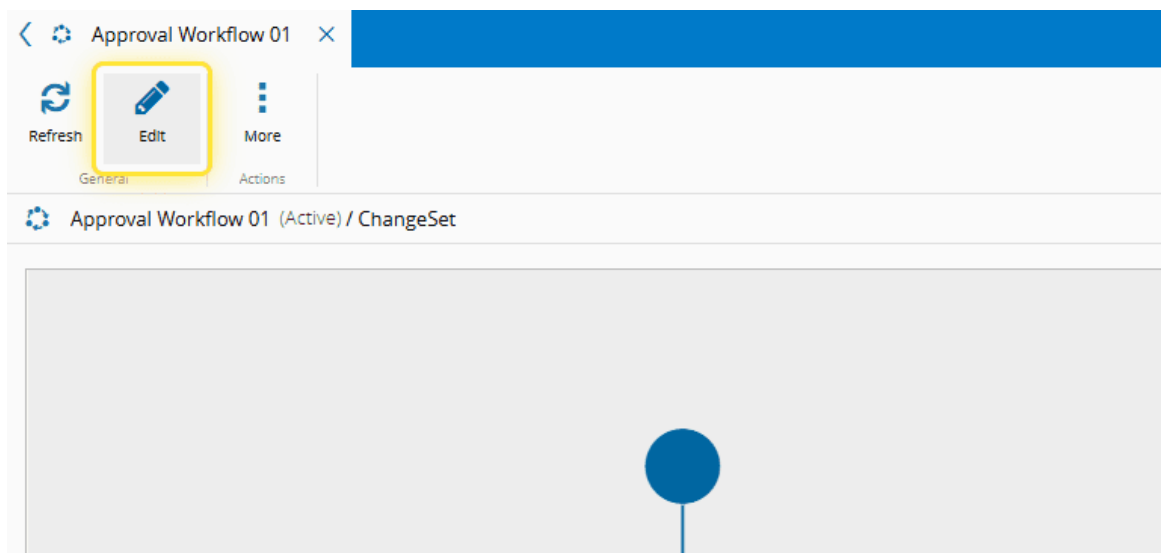 Approval Workflow 01
Refresh Edit More
General Actions
Approval Workflow 01 (Active) / ChangeSet